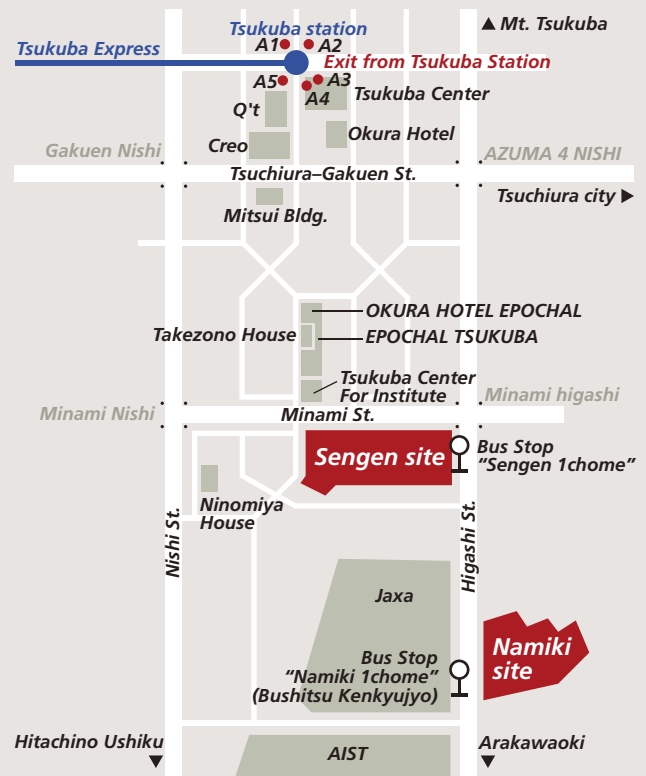 ▲ Mt. Tsukuba
Tsukuba station
Tsukuba Express
A1
A2
Exit from Tsukuba Station
A5
A3
A4
Tsukuba Center
Q't
Okura Hotel
Creo
Gakuen Nishi
AZUMA 4 NISHI
Tsuchiura–Gakuen St.
Tsuchiura city ▶
Mitsui Bldg.
OKURA HOTEL EPOCHAL
Takezono House
EPOCHAL TSUKUBA
Tsukuba Center
For Institute
Minami higashi
Minami Nishi
Minami St.
Sengen site
Bus Stop
“Sengen 1chome”
Ninomiya
House
Nishi St.
Higashi St.
Jaxa
Namiki
site
Bus Stop
“Namiki 1chome”
(Bushitsu Kenkyujyo)
Hitachino Ushiku
▼
AIST
Arakawaoki
▼